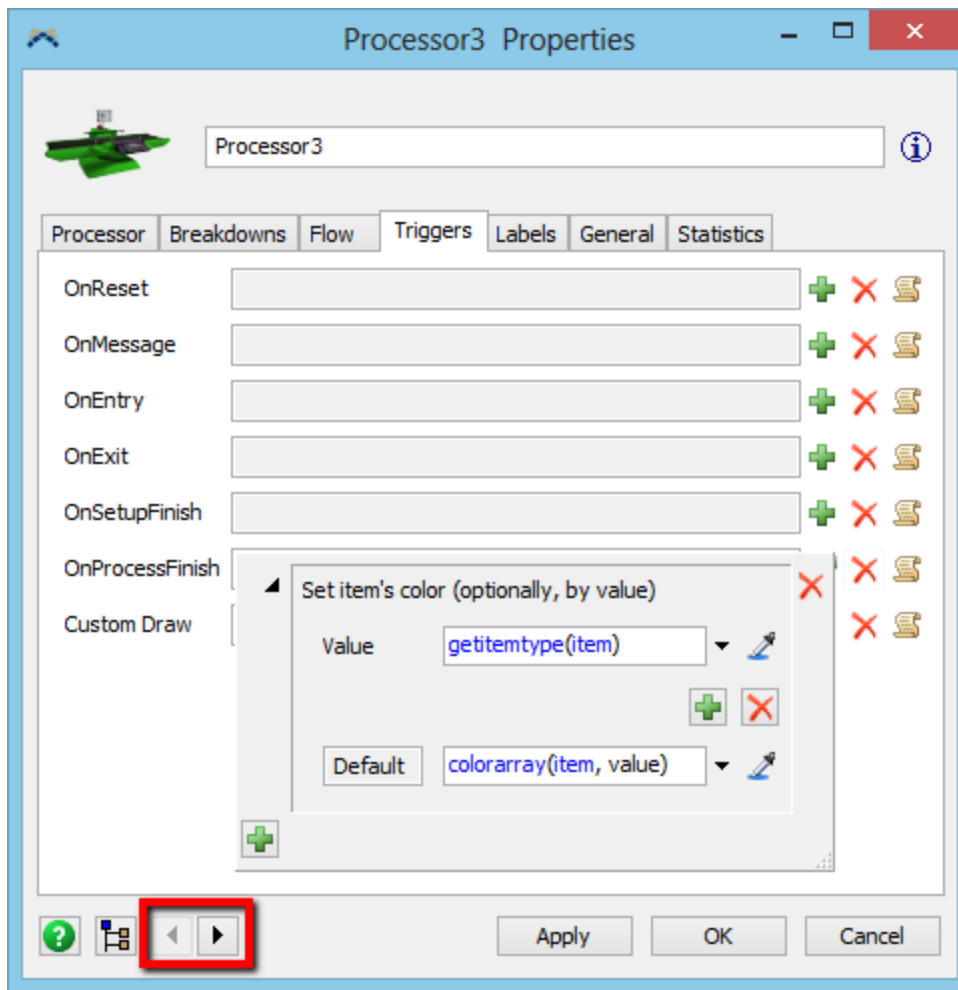 Processor3 Properties
Processor3
Processor Breakdowns Flow Triggers Labels General Statistics
OnReset
OnMessage
OnEntry
OnExit
OnSetupFinish
OnProcessFinish
Set item's color (optionally, by value)
Custom Draw
Value getitemtype(item)
Default colorarray(item, value)
Apply OK Cancel